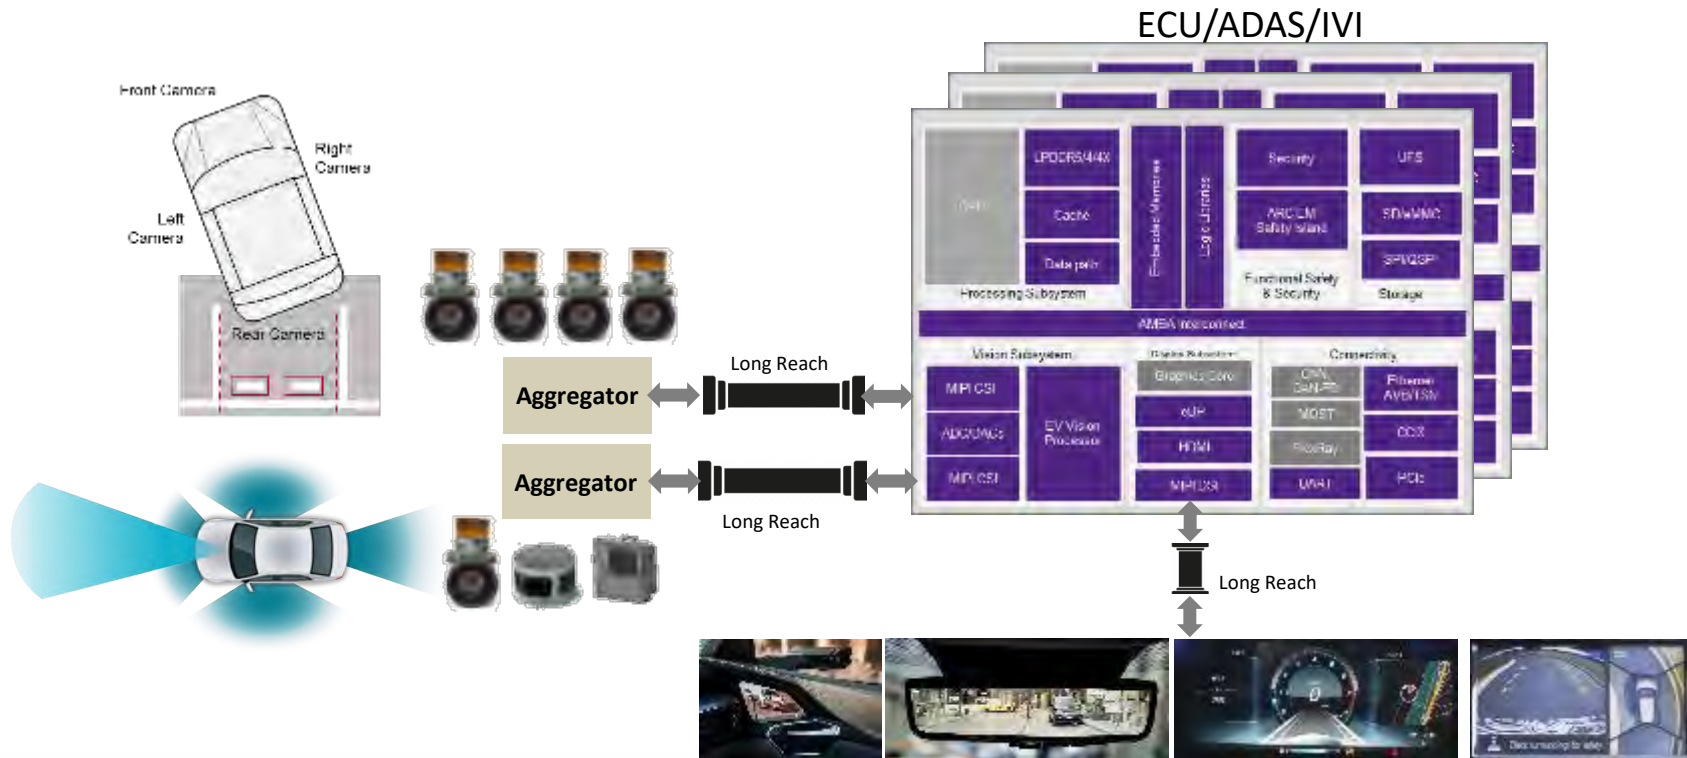 ECU/ADAS/IVI
Front Camera
Right
Camera
Left
Camera
Rear Camera
Aggregator
Long Reach
Aggregator
Long Reach
LPDDR5/4/4X
Cache
Data path
Processing Subsystem
Embedded Memories
Logic Libraries
Security
ARC EM
Safety Island
Functional Safety
& Security
UFS
SD/eMMC
SPI/QSPI
Storage
AMBA Interconnect
Vision Subsystem
MIPI CSI
ADC/DACs
MIPI CSI
EV Vision
Processor
Display Subsystem
Graphics Core
eDP
HDMI
MIPI DSI
Connectivity
CAN,
CAN-FD
MOST
FlexRay
UART
Ethernet
AVB/TSN
CCIX
PCIe
Long Reach
0